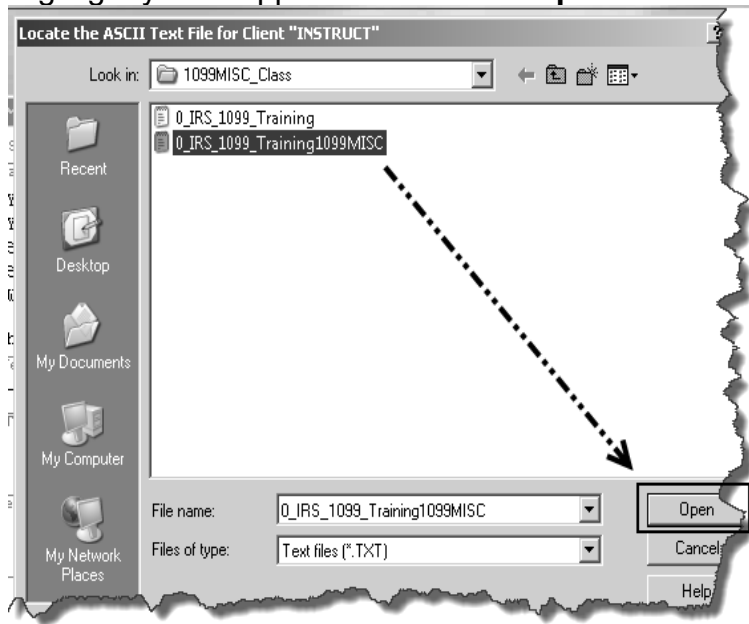 Locate the ASCII Text File for Client "INSTRUCT"
Look in: 1099MISC_Class
0_IRS_1099_Training
0_IRS_1099_Training1099MISC
Recent
Desktop
My Documents
My Computer
My Network
Places
File name: 0_IRS_1099_Training1099MISC
Open
Files of type: Text files (*.TXT)
Cancel
Help